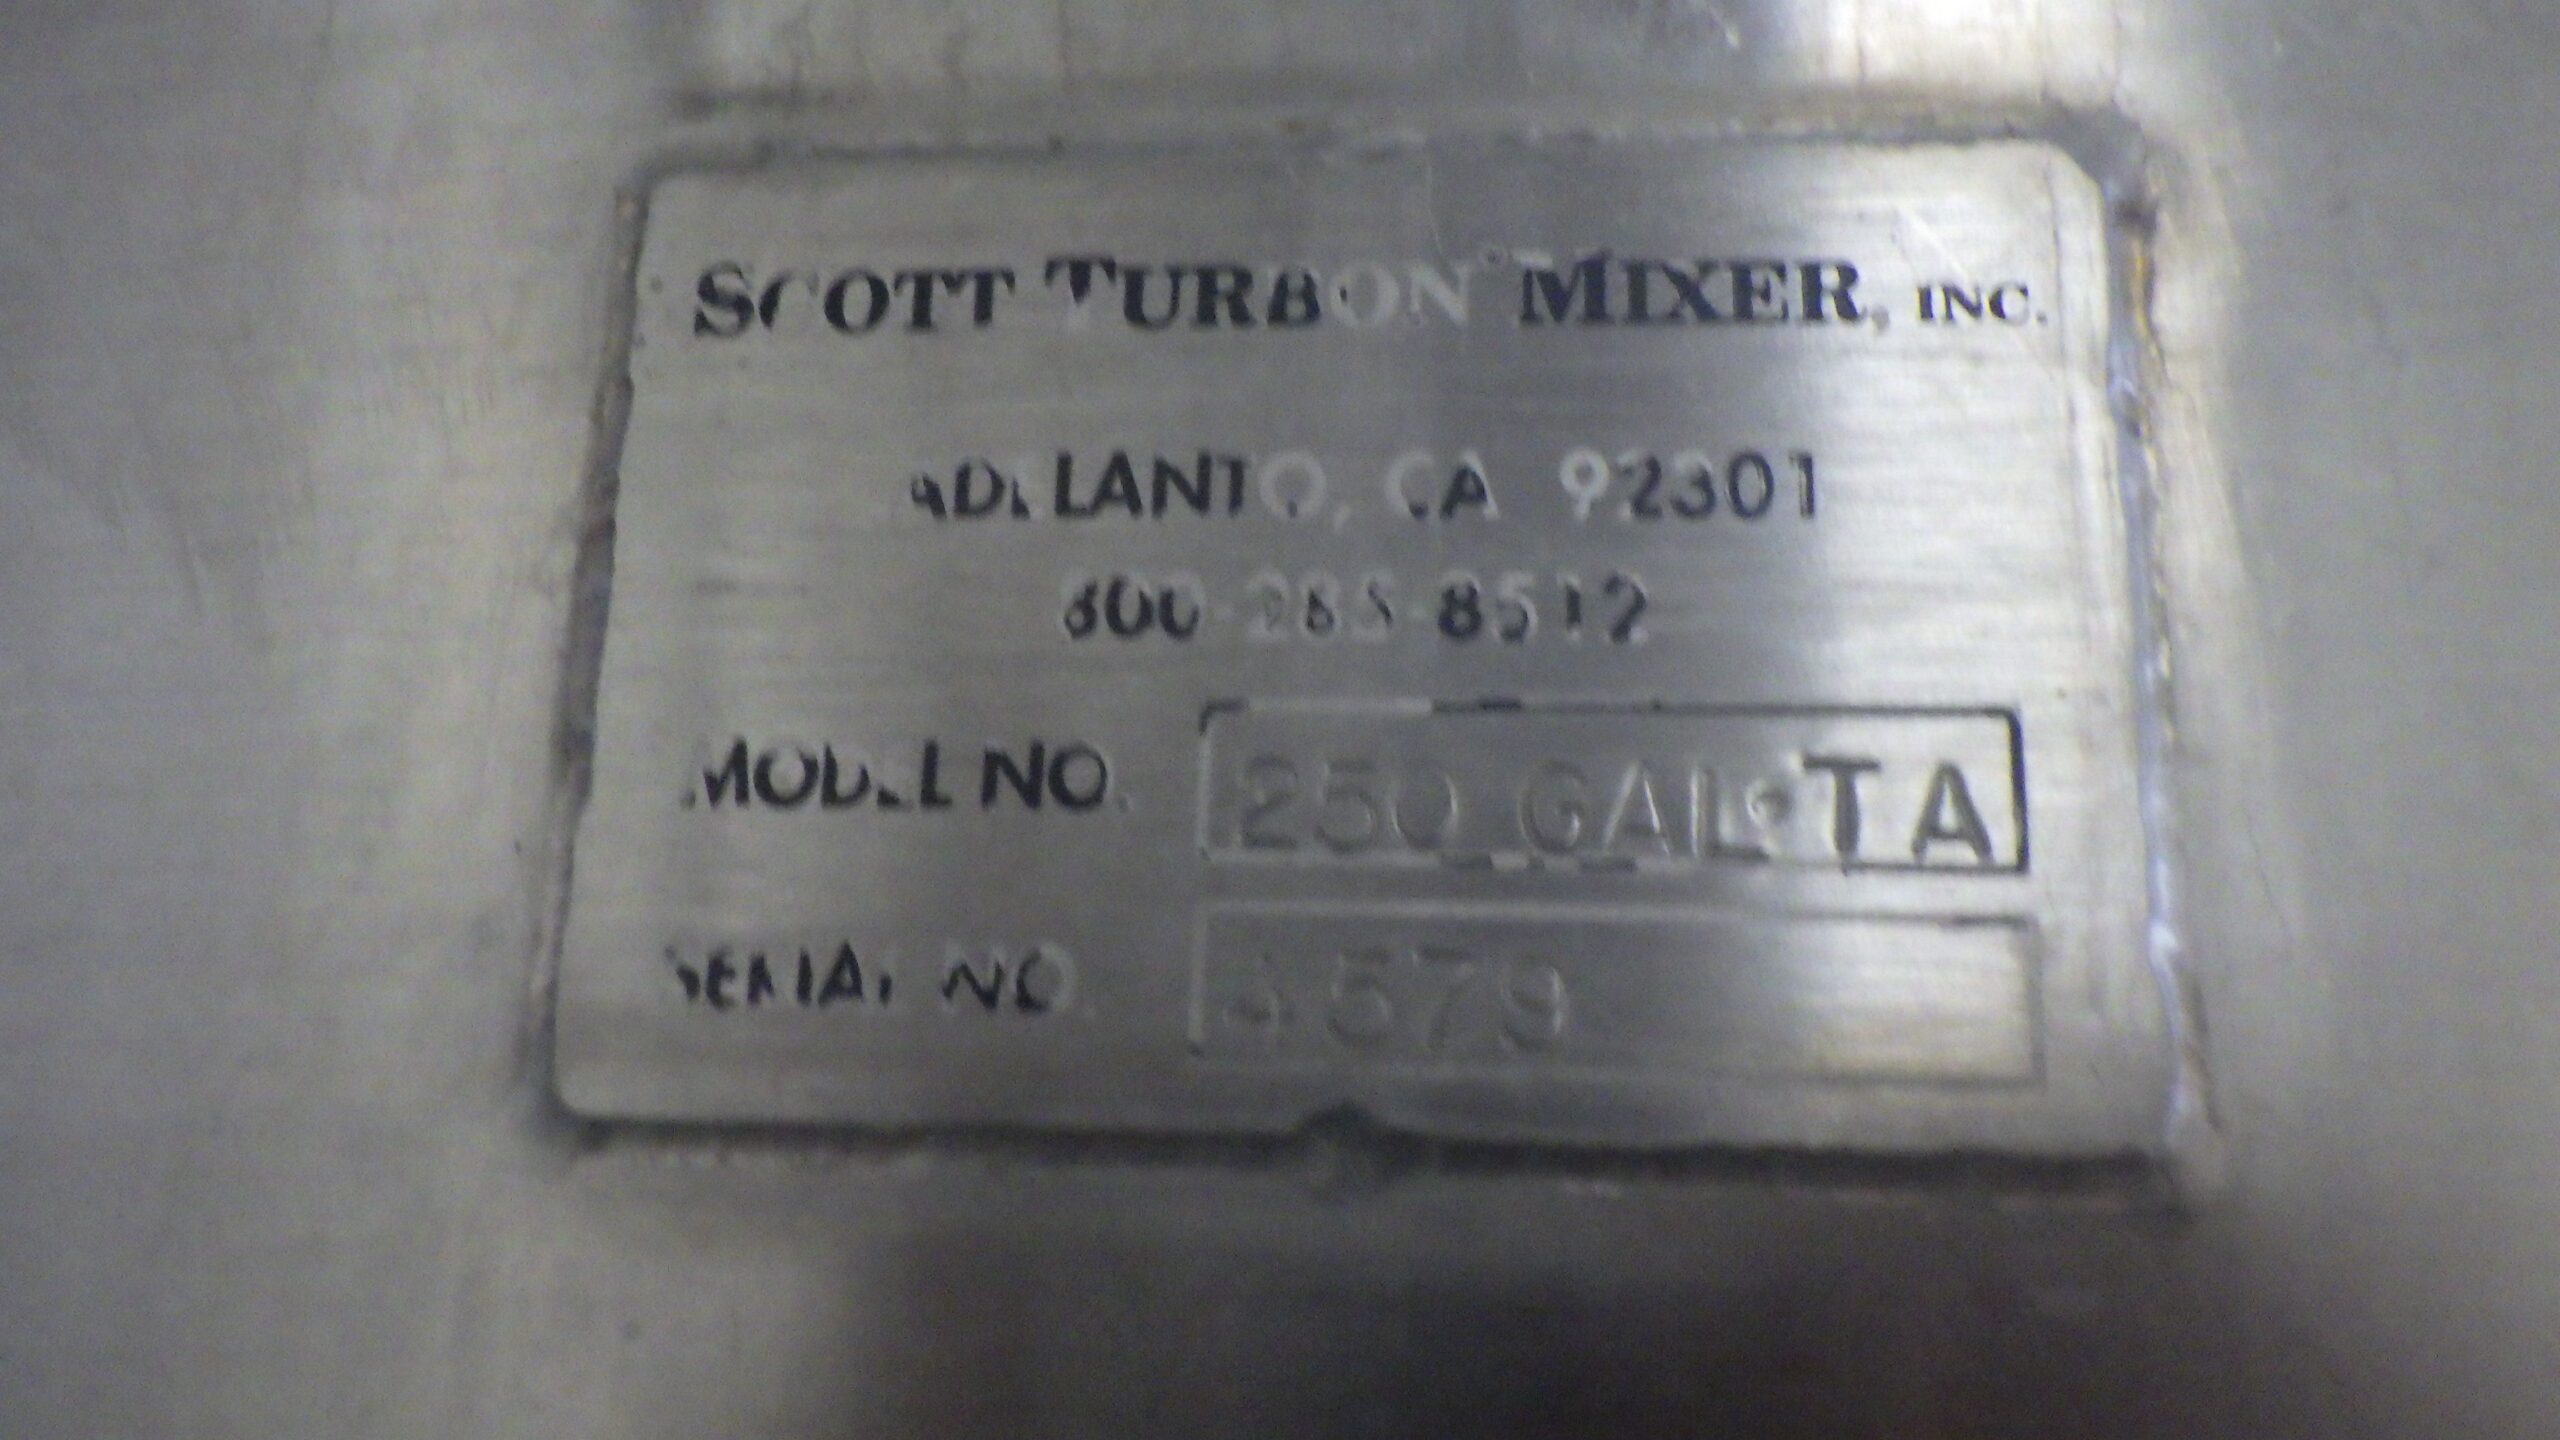 SCOTT TURBON® MIXER, INC.
ADELANTO, CA 92301
800-285-8512
MODEL NO. 250 GAL TA
SERIAL NO.